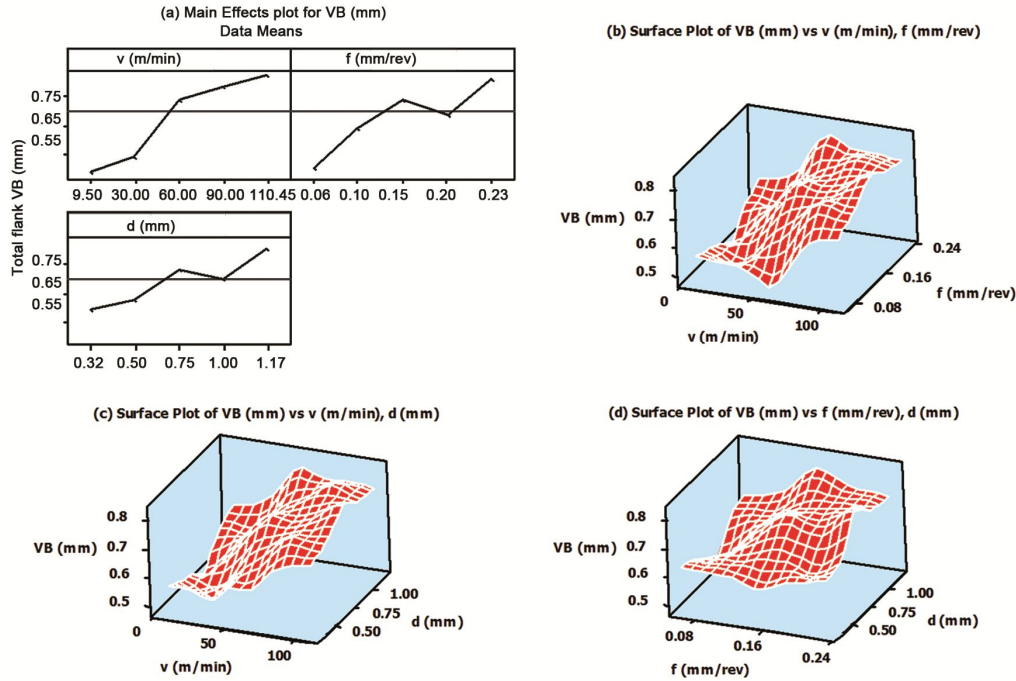 (a) Main Effects plot for VB (mm)
Data Means
v (m/min) f (mm/rev)
Total flank VB (mm)
0.75
0.65
0.55
9.50 30.00 60.00 90.00 110.45 0.06 0.10 0.15 0.20 0.23
d (mm)
0.75
0.65
0.55
0.32 0.50 0.75 1.00 1.17
(b) Surface Plot of VB (mm) vs v (m/min), f (mm/rev)
0.8
0.7
VB (mm)
0.6
0.5
0
50
100
v (m/min)
0.24
0.16
0.08
f (mm/rev)
(c) Surface Plot of VB (mm) vs v (m/min), d (mm)
0.8
VB (mm)
0.7
0.6
0.5
0
50
100
v (m/min)
1.00
0.75
0.50
d (mm)
(d) Surface Plot of VB (mm) vs f (mm/rev), d (mm)
0.8
0.7
VB (mm)
0.6
0.5
0.08
0.16
0.24
f (mm/rev)
1.00
0.75
0.50
d (mm)